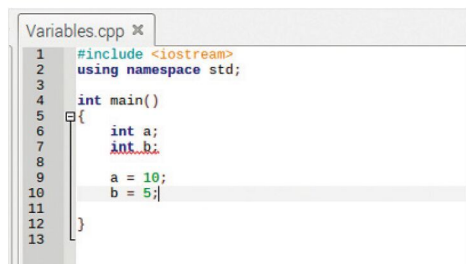 Variables.cpp ✖
1 #include <iostream>
2 using namespace std;
3
4 int main()
5 {
6 int a;
7 int b;
8
9 a = 10;
10 b = 5;
11
12 }
13